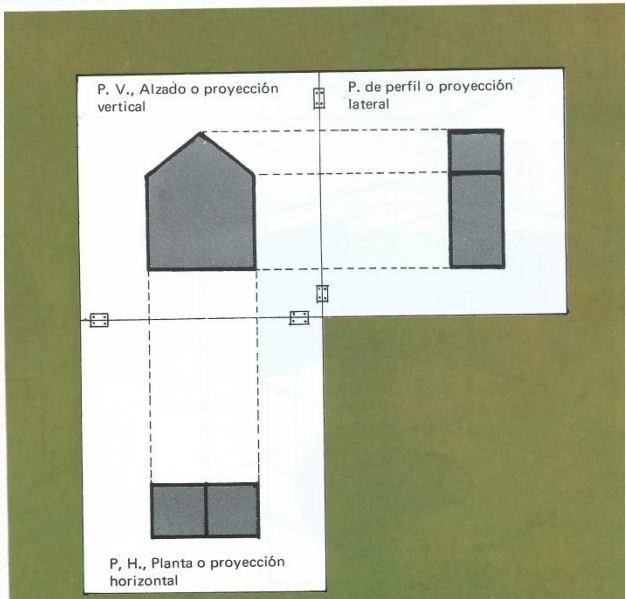 P. V., Alzado o proyección
vertical
P. de perfil o proyección
lateral
P, H., Planta o proyección
horizontal